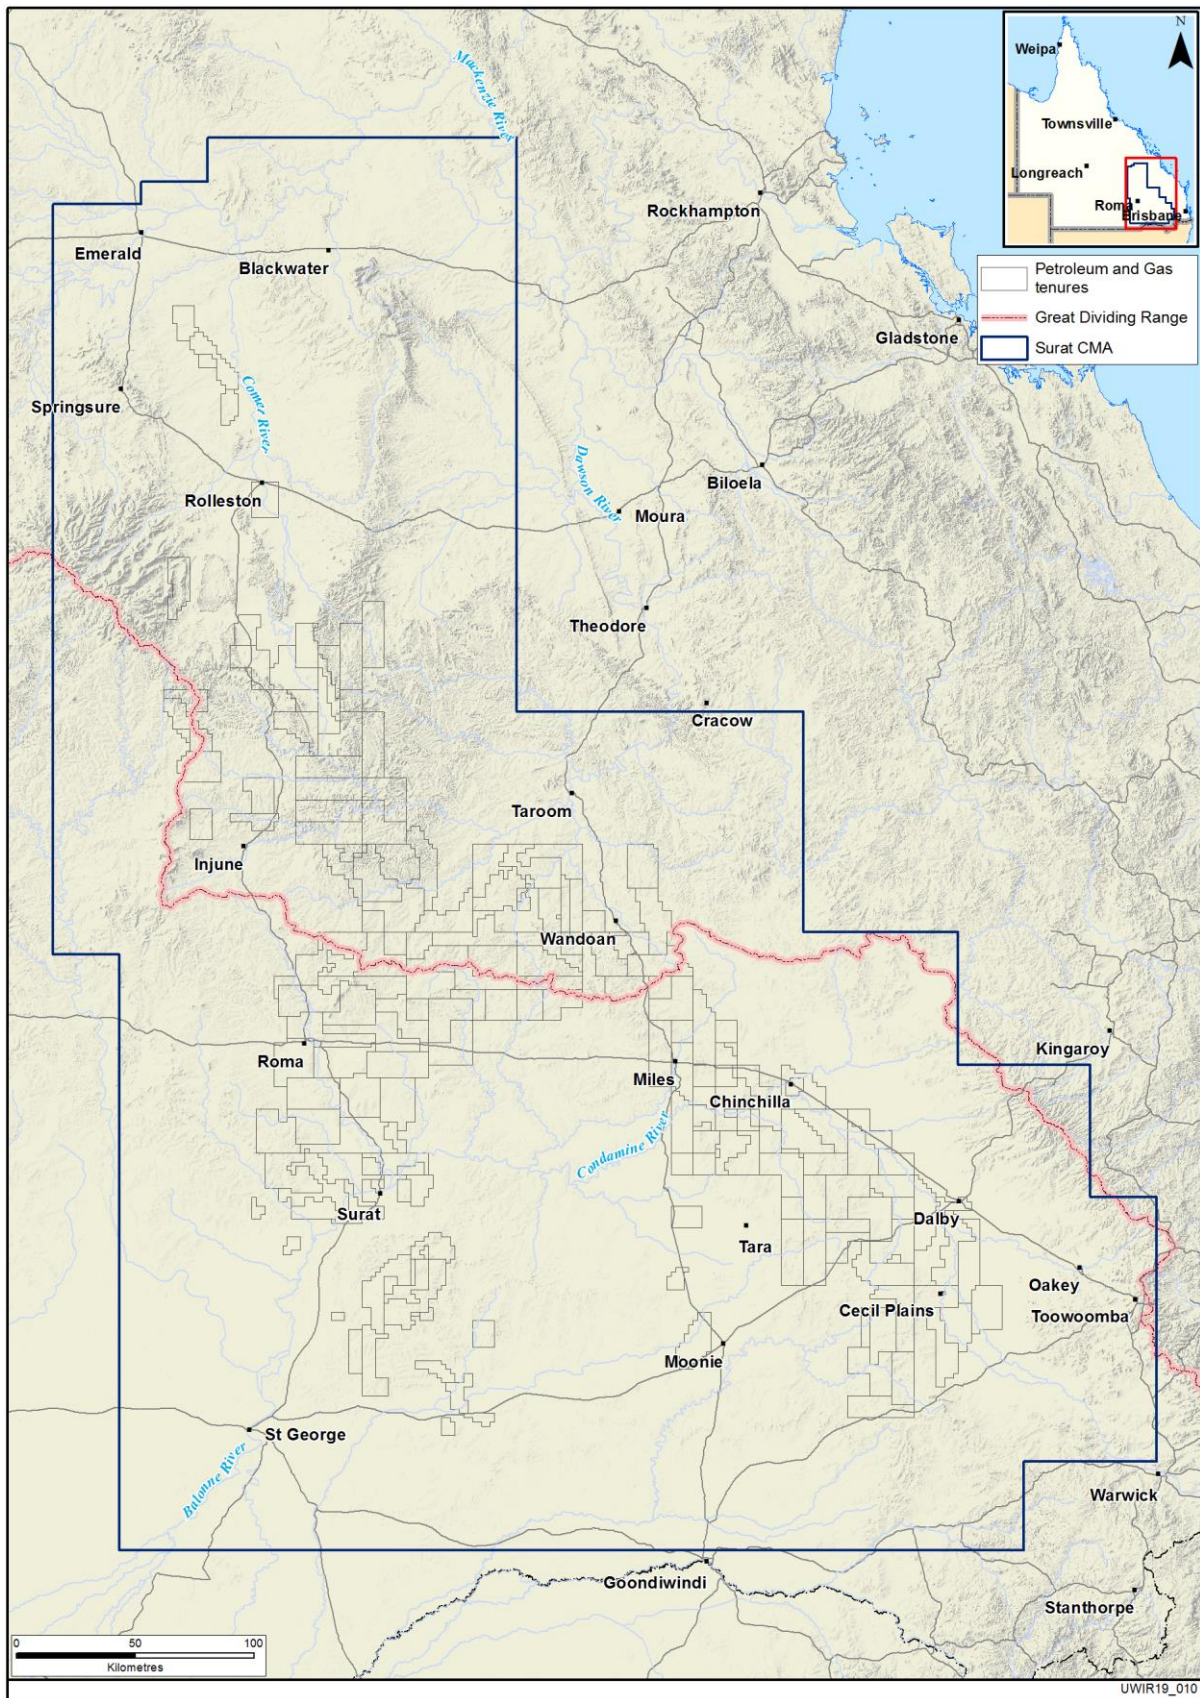 N
Weipa
Townsville
Longreach
Roma
Brisbane
Petroleum and Gas
tenures
Great Dividing Range
Surat CMA
Mackenzie River
Rockhampton
Emerald
Blackwater
Gladstone
Springsure
Comer River
Rolleston
Dawson River
Biloela
Moura
Theodore
Cracow
Taroom
Injune
Wandoan
Roma
Kingaroy
Miles
Chinchilla
Condamine River
Surat
Dalby
Tara
Oakey
Cecil Plains
Toowoomba
Moonie
St George
Balonne River
Warwick
Goondiwindi
Stanthorpe
0 50 100
Kilometres
UWIR19_010